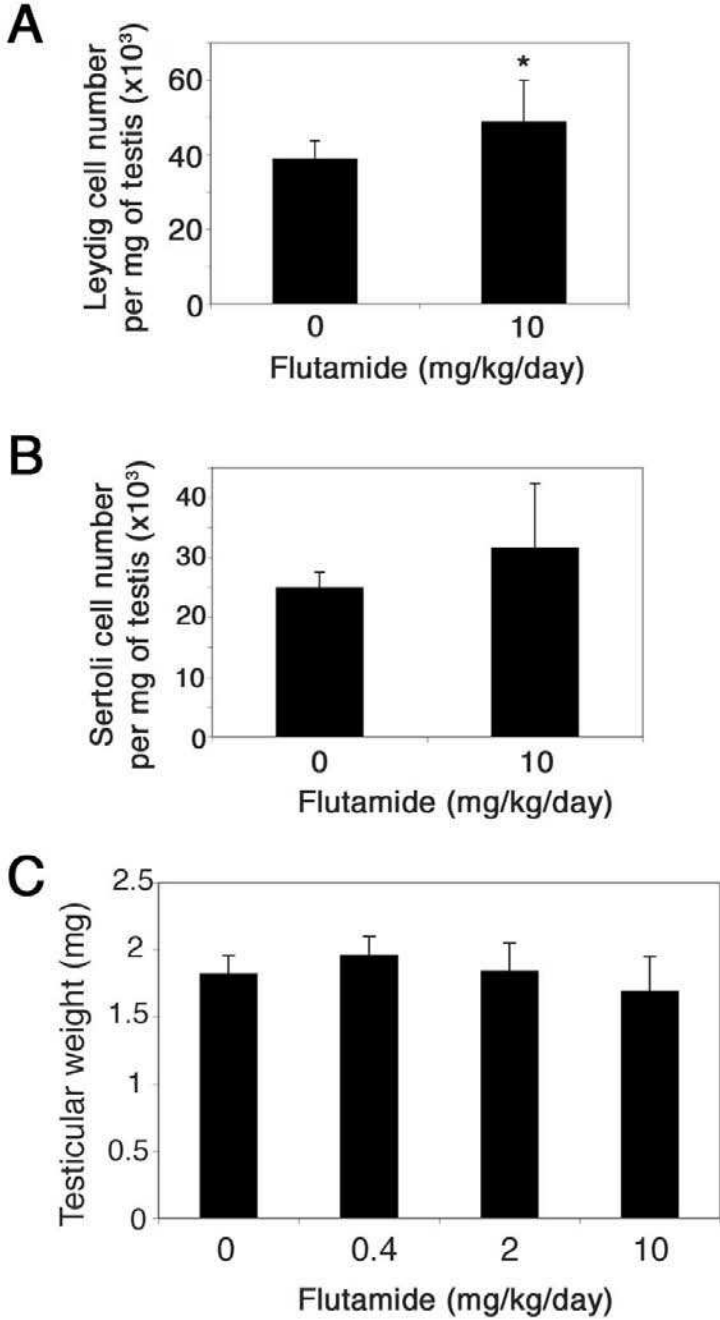 A
Leydig cell number
per mg of testis (x10³)
60
40
20
0
*
0 10
Flutamide (mg/kg/day)
B
Sertoli cell number
per mg of testis (x10³)
40
30
20
10
0
0 10
Flutamide (mg/kg/day)
C
Testicular weight (mg)
2.5
2
1.5
1
0.5
0
0 0.4 2 10
Flutamide (mg/kg/day)